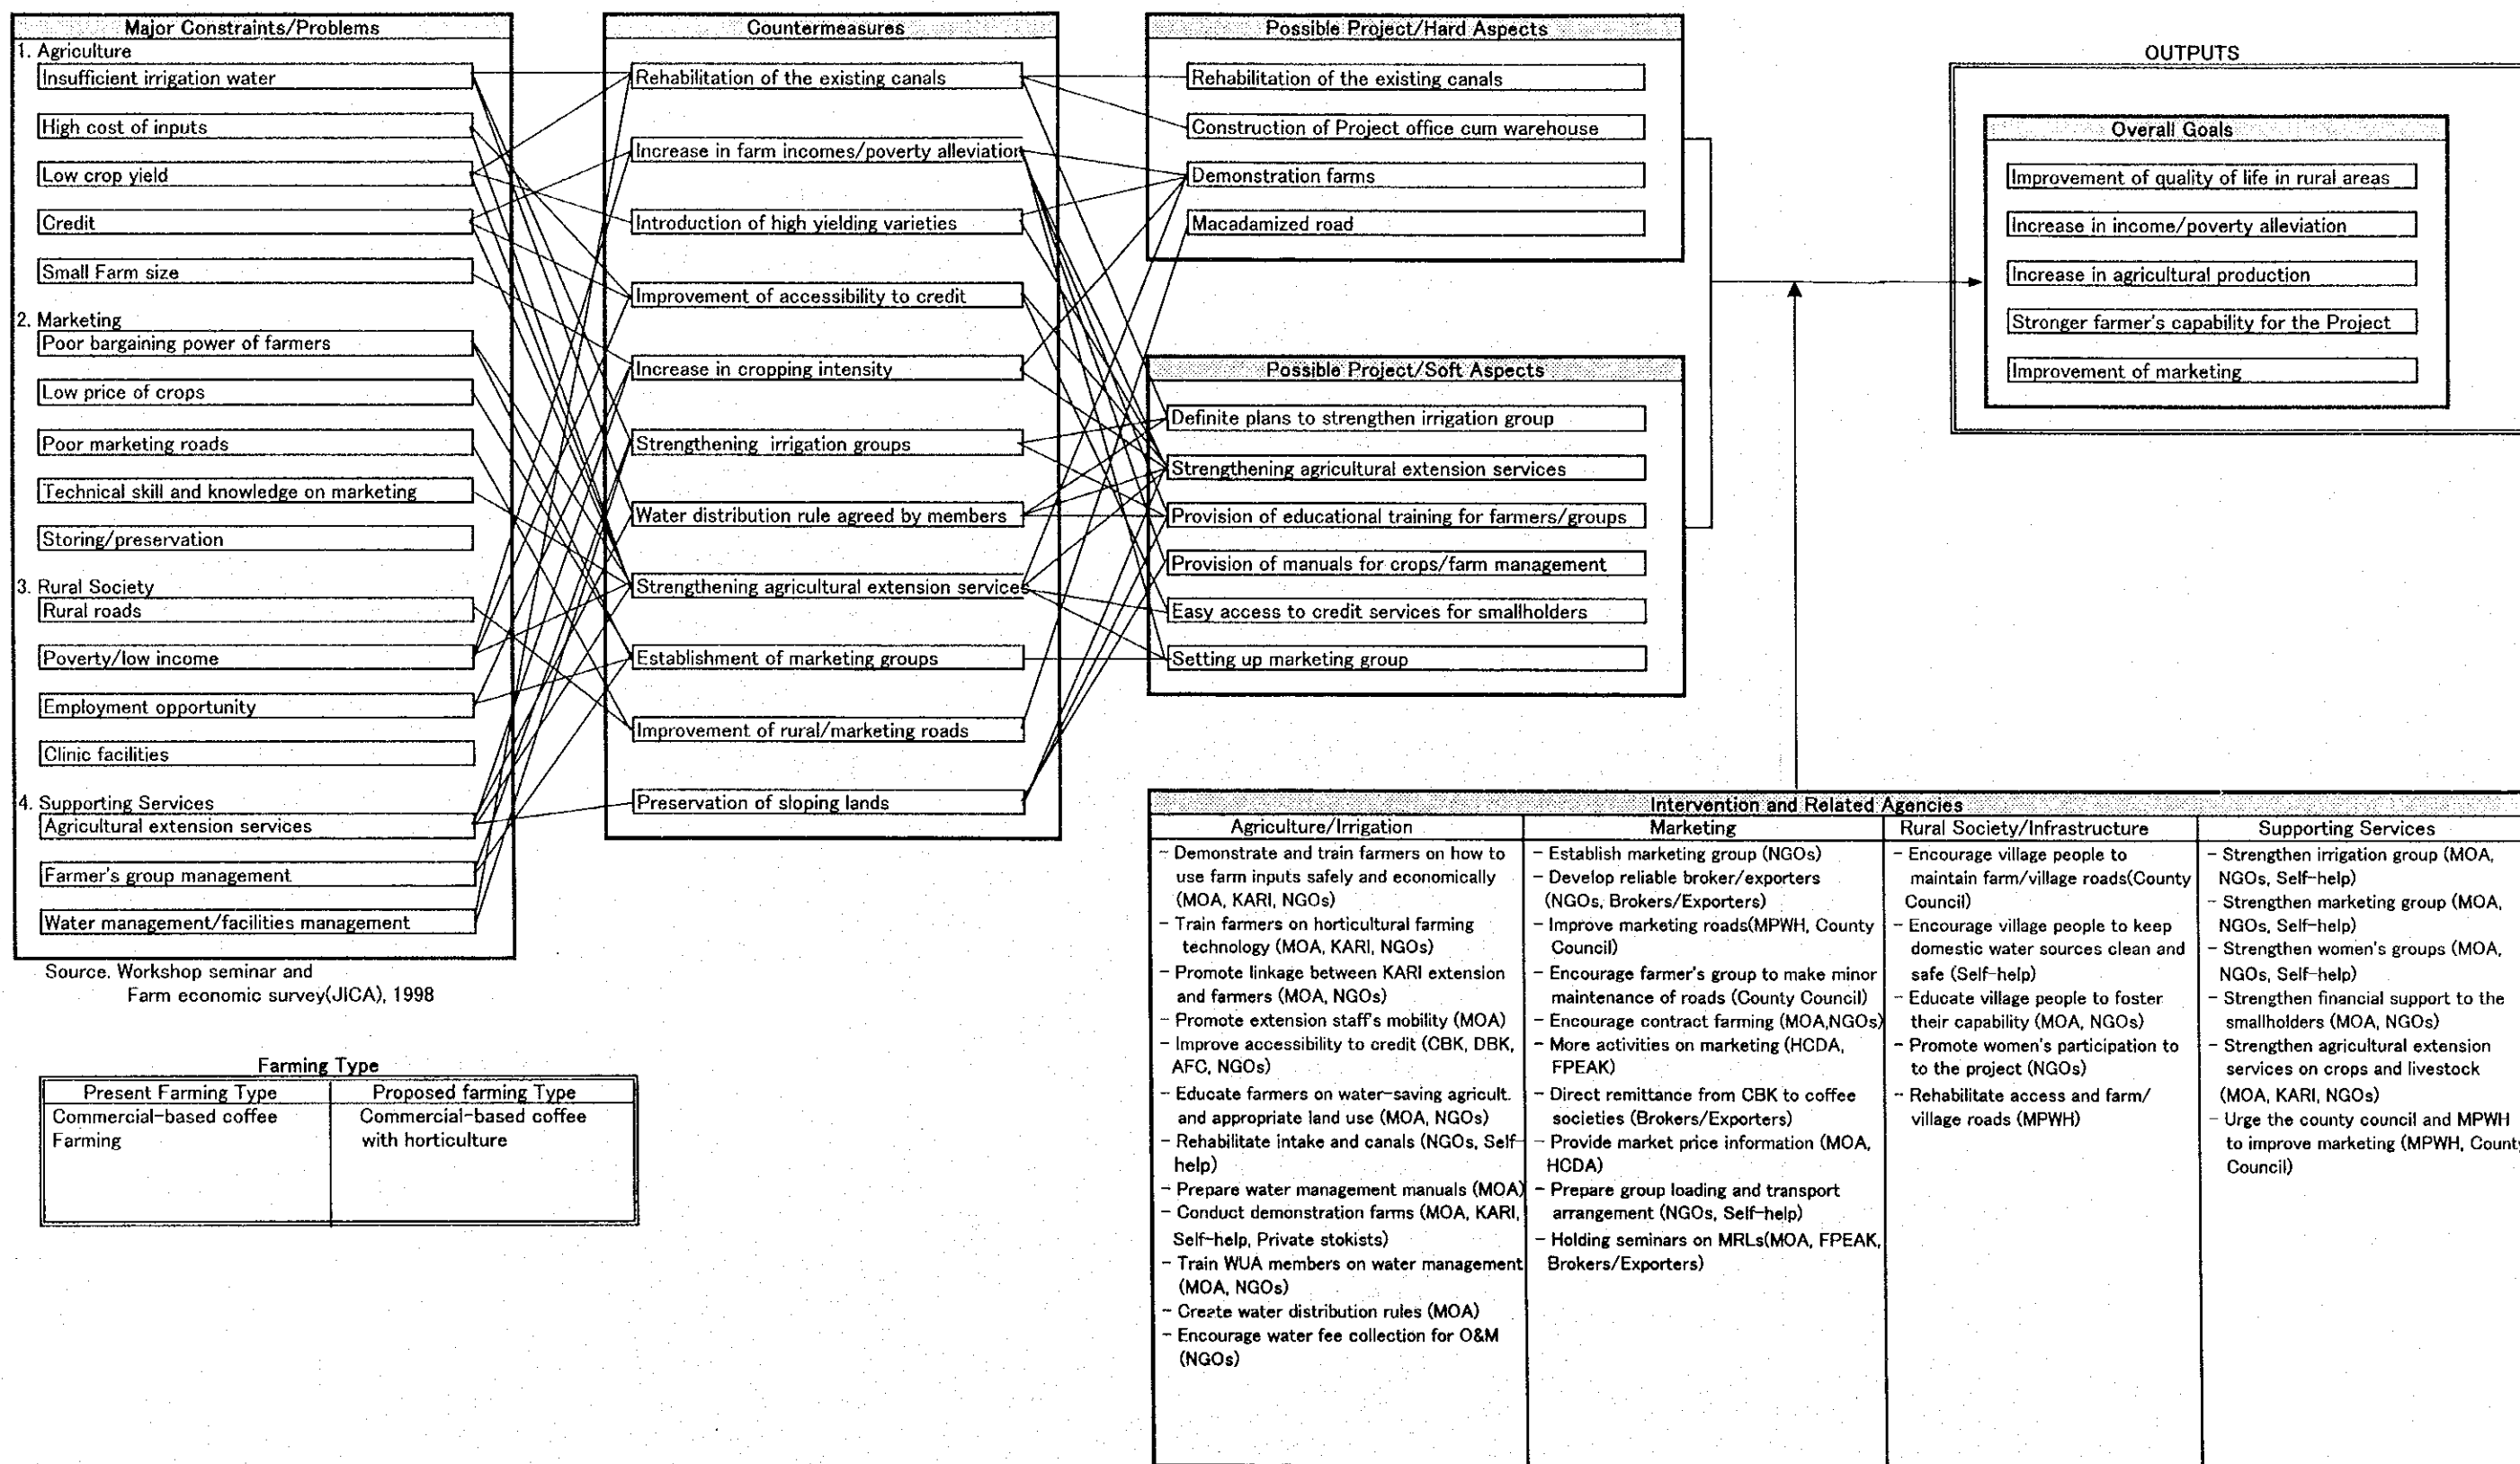 Major Constraints/Problems
1. Agriculture
Insufficient irrigation water
High cost of inputs
Low crop yield
Credit
Small Farm size
2. Marketing
Poor bargaining power of farmers
Low price of crops
Poor marketing roads
Technical skill and knowledge on marketing
Storing/preservation
3. Rural Society
Rural roads
Poverty/low income
Employment opportunity
Clinic facilities
4. Supporting Services
Agricultural extension services
Farmer's group management
Water management/facilities management
Source. Workshop seminar and
Farm economic survey(JICA), 1998
Countermeasures
Rehabilitation of the existing canals
Increase in farm incomes/poverty alleviation
Introduction of high yielding varieties
Improvement of accessibility to credit
Increase in cropping intensity
Strengthening irrigation groups
Water distribution rule agreed by members
Strengthening agricultural extension services
Establishment of marketing groups
Improvement of rural/marketing roads
Preservation of sloping lands
Possible Project/Hard Aspects
Rehabilitation of the existing canals
Construction of Project office cum warehouse
Demonstration farms
Macadamized road
Possible Project/Soft Aspects
Definite plans to strengthen irrigation group
Strengthening agricultural extension services
Provision of educational training for farmers/groups
Provision of manuals for crops/farm management
Easy access to credit services for smallholders
Setting up marketing group
OUTPUTS
Overall Goals
Improvement of quality of life in rural areas
Increase in income/poverty alleviation
Increase in agricultural production
Stronger farmer's capability for the Project
Improvement of marketing
Farming Type
Present Farming Type
Commercial-based coffee
Farming
Proposed farming Type
Commercial-based coffee
with horticulture
Intervention and Related Agencies
Agriculture/Irrigation
- Demonstrate and train farmers on how to
use farm inputs safely and economically
(MOA, KARI, NGOs)
- Train farmers on horticultural farming
technology (MOA, KARI, NGOs)
- Promote linkage between KARI extension
and farmers (MOA, NGOs)
- Promote extension staff's mobility (MOA)
- Improve accessibility to credit (CBK, DBK,
AFC, NGOs)
- Educate farmers on water-saving agricult.
and appropriate land use (MOA, NGOs)
- Rehabilitate intake and canals (NGOs, Self-
help)
- Prepare water management manuals (MOA)
- Conduct demonstration farms (MOA, KARI,
Self-help, Private stokists)
- Train WUA members on water management
(MOA, NGOs)
- Create water distribution rules (MOA)
- Encourage water fee collection for O&M
(NGOs)
Marketing
- Establish marketing group (NGOs)
- Develop reliable broker/exporters
(NGOs, Brokers/Exporters)
- Improve marketing roads(MPWH, County
Council)
- Encourage farmer's group to make minor
maintenance of roads (County Council)
- Encourage contract farming (MOA,NGOs)
- More activities on marketing (HCDA,
FPEAK)
- Direct remittance from CBK to coffee
societies (Brokers/Exporters)
- Provide market price information (MOA,
HCDA)
- Prepare group loading and transport
arrangement (NGOs, Self-help)
- Holding seminars on MRLs(MOA, FPEAK,
Brokers/Exporters)
Rural Society/Infrastructure
- Encourage village people to
maintain farm/village roads(County
Council)
- Encourage village people to keep
domestic water sources clean and
safe (Self-help)
- Educate village people to foster
their capability (MOA, NGOs)
- Promote women's participation to
to the project (NGOs)
- Rehabilitate access and farm/
village roads (MPWH)
Supporting Services
- Strengthen irrigation group (MOA,
NGOs, Self-help)
- Strengthen marketing group (MOA,
NGOs, Self-help)
- Strengthen women's groups (MOA,
NGOs, Self-help)
- Strengthen financial support to the
smallholders (MOA, NGOs)
- Strengthen agricultural extension
services on crops and livestock
(MOA, KARI, NGOs)
- Urge the county council and MPWH
to improve marketing (MPWH, County
Council)